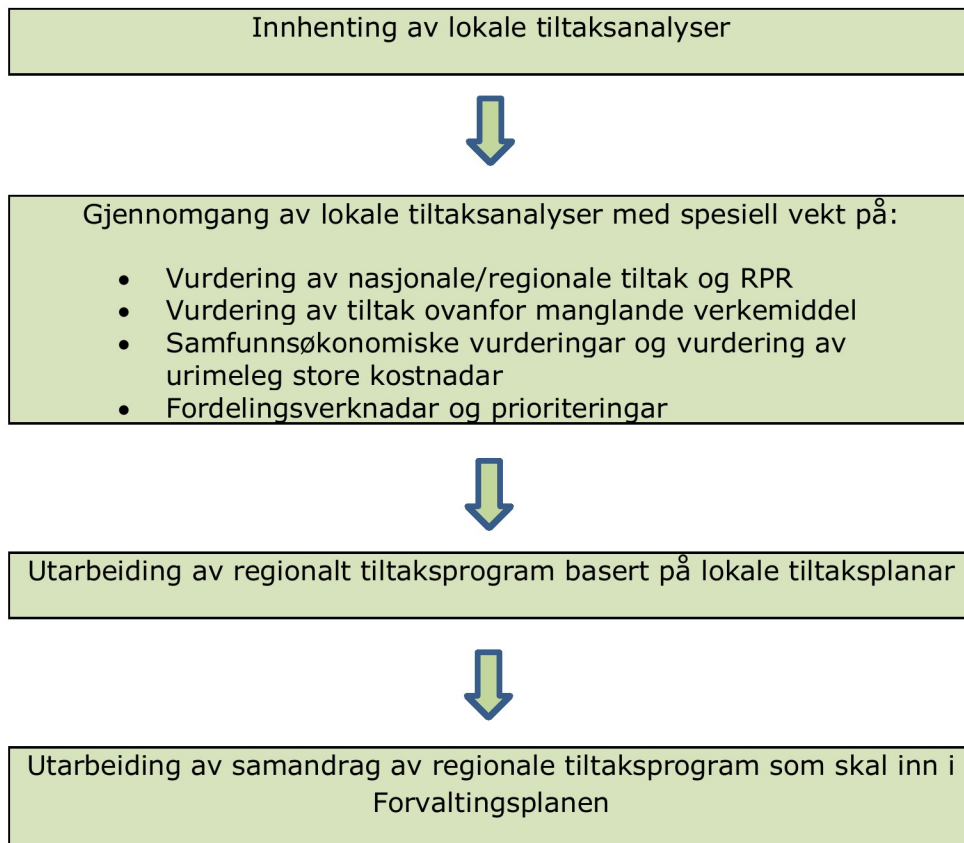 Innhenting av lokale tiltaksanalyser
Gjennomgang av lokale tiltaksanalyser med spesiell vekt på:
• Vurdering av nasjonale/regionale tiltak og RPR
• Vurdering av tiltak ovanfor manglande verkemiddel
• Samfunnsøkonomiske vurderingar og vurdering av
urimeleg store kostnadar
• Fordelingsverknadar og prioriteringar
Utarbeiding av regionalt tiltaksprogram basert på lokale tiltaksplanar
Utarbeiding av samandrag av regionale tiltaksprogram som skal inn i
Forvaltingsplanen